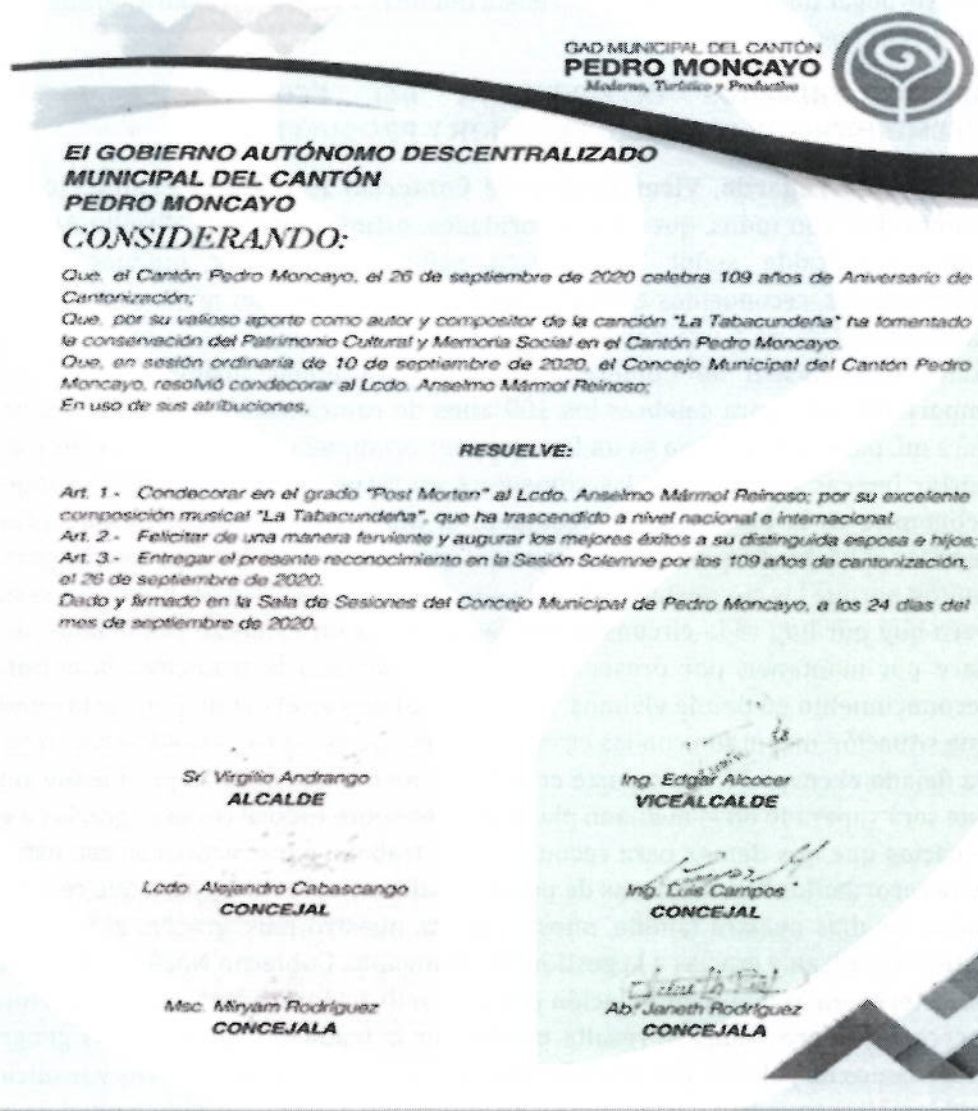 GAD MUNICIPAL DEL CANTÓN
PEDRO MONCAYO
Moderno, Turístico y Productivo
El GOBIERNO AUTÓNOMO DESCENTRALIZADO
MUNICIPAL DEL CANTÓN
PEDRO MONCAYO
CONSIDERANDO:
Que, el Cantón Pedro Moncayo, el 26 de septiembre de 2020 celebra 109 años de Aniversario de
Cantonización;
Que, por su valioso aporte como autor y compositor de la canción "La Tabacundeña" ha fomentado
la conservación del Patrimonio Cultural y Memoria Social en el Cantón Pedro Moncayo.
Que, en sesión ordinaria de 10 de septiembre de 2020, el Concejo Municipal del Cantón Pedro
Moncayo, resolvió condecorar al Lcdo. Anselmo Mármol Reinoso;
En uso de sus atribuciones,
RESUELVE:
Art. 1.- Condecorar en el grado "Post Morten" al Lcdo. Anselmo Mármol Reinoso; por su excelente
composición musical "La Tabacundeña", que ha trascendido a nivel nacional e internacional.
Art. 2.- Felicitar de una manera ferviente y augurar los mejores éxitos a su distinguida esposa e hijos;
Art. 3.- Entregar el presente reconocimiento en la Sesión Solemne por los 109 años de cantonización,
el 26 de septiembre de 2020.
Dado y firmado en la Sala de Sesiones del Concejo Municipal de Pedro Moncayo, a los 24 días del
mes de septiembre de 2020.
Sr. Virgilio Andrango
ALCALDE
Ing. Edgar Alcocer
VICEALCALDE
Lcdo. Alejandro Cabascango
CONCEJAL
Ing. Luis Campos
CONCEJAL
Msc. Miryam Rodríguez
CONCEJALA
Ab. Janeth Rodríguez
CONCEJALA